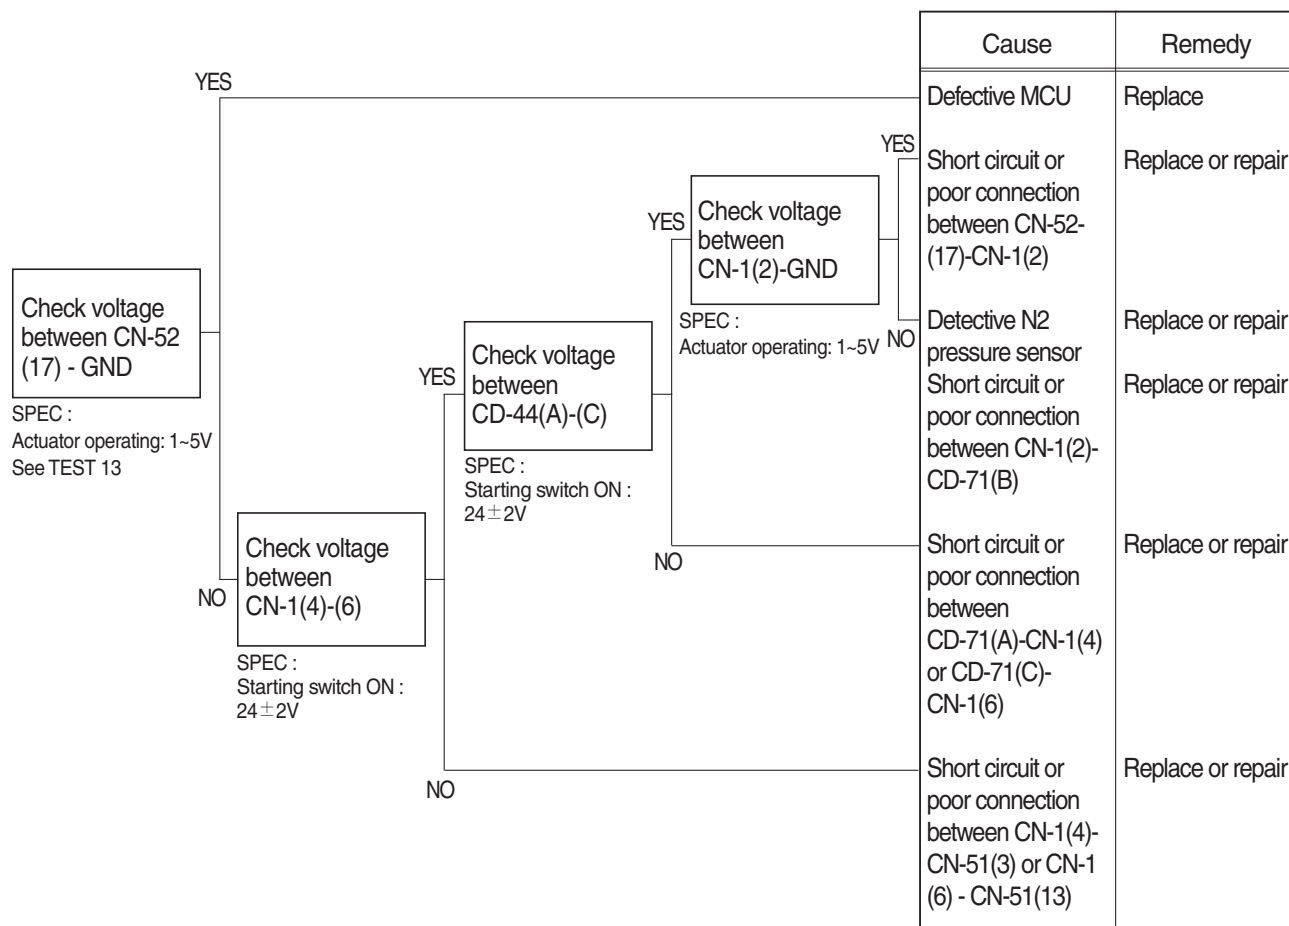 Cause
Remedy
YES
Defective MCU
Replace
YES
Short circuit or
poor connection
between CN-52-
(17)-CN-1(2)
Replace or repair
YES
Check voltage
between
CN-1(2)-GND
SPEC :
Actuator operating: 1~5V
NO
Detective N2
pressure sensor
Replace or repair
Short circuit or
poor connection
between CN-1(2)-
CD-71(B)
Replace or repair
Check voltage
between CN-52
(17) - GND
SPEC :
Actuator operating: 1~5V
See TEST 13
YES
Check voltage
between
CD-44(A)-(C)
SPEC :
Starting switch ON :
24±2V
NO
Short circuit or
poor connection
between
CD-71(A)-CN-1(4)
or CD-71(C)-
CN-1(6)
Replace or repair
NO
Check voltage
between
CN-1(4)-(6)
SPEC :
Starting switch ON :
24±2V
NO
Short circuit or
poor connection
between CN-1(4)-
CN-51(3) or CN-1
(6) - CN-51(13)
Replace or repair